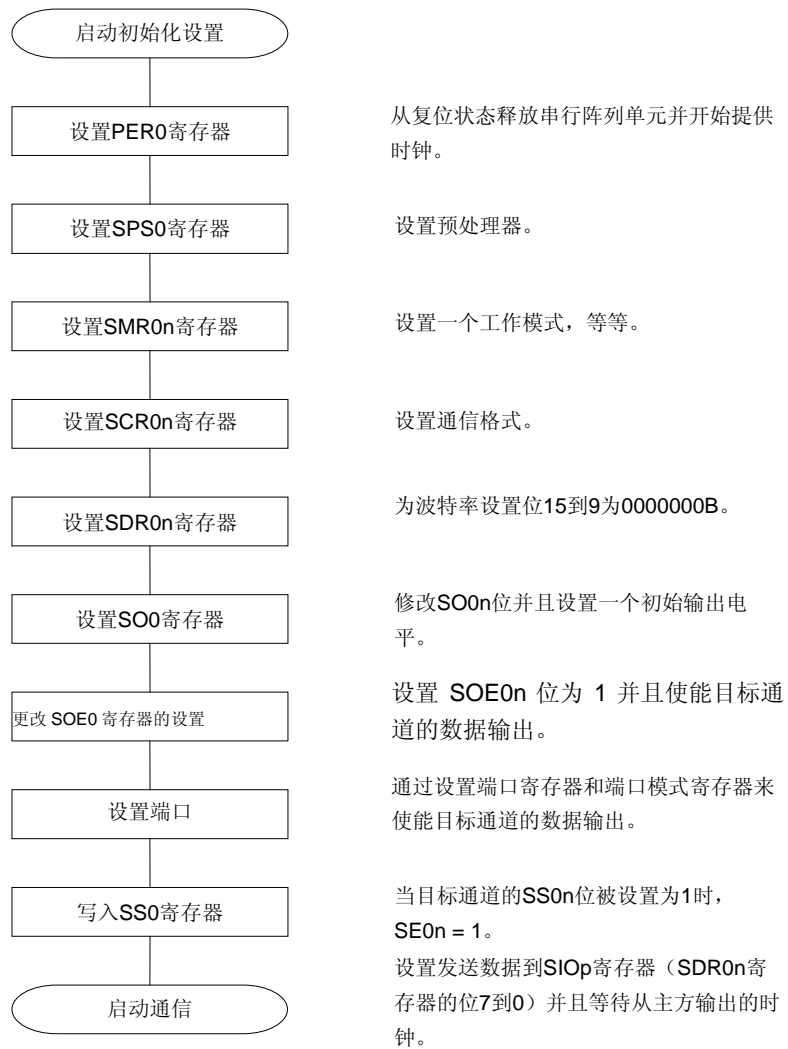 启动初始化设置
设置PER0寄存器
从复位状态释放串行阵列单元并开始提供
时钟。
设置SPS0寄存器
设置预处理器。
设置SMR0n寄存器
设置一个工作模式，等等。
设置SCR0n寄存器
设置通信格式。
设置SDR0n寄存器
为波特率设置位15到9为0000000B。
设置SO0寄存器
修改SO0n位并且设置一个初始输出电
平。
更改 SOE0 寄存器的设置
设置 SOE0n 位为 1 并且使能目标通
道的数据输出。
设置端口
通过设置端口寄存器和端口模式寄存器来
使能目标通道的数据输出。
写入SS0寄存器
当目标通道的SS0n位被设置为1时，
SE0n = 1。
启动通信
设置发送数据到SIOp寄存器（SDR0n寄
存器的位7到0）并且等待从主方输出的时
钟。